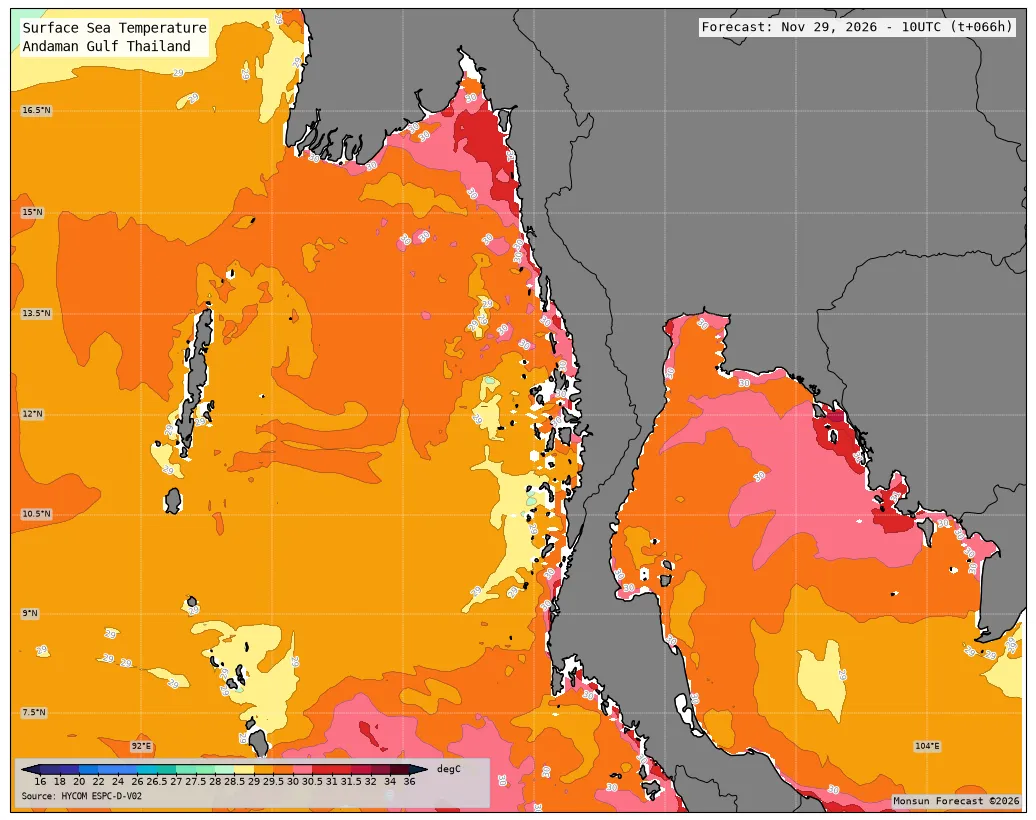 Surface Sea Temperature
Andaman Gulf Thailand
Forecast: Nov 29, 2026 - 10UTC (t+066h)
16.5°N
15°N
13.5°N
12°N
10.5°N
9°N
7.5°N
92°E
104°E
degC
16 18 20 22 24 26 26.5 27 27.5 28 28.5 29 29.5 30 30.5 31 31.5 32 33 36
Source: HYCOM ESPC-D-V02
Monsun Forecast ©2026